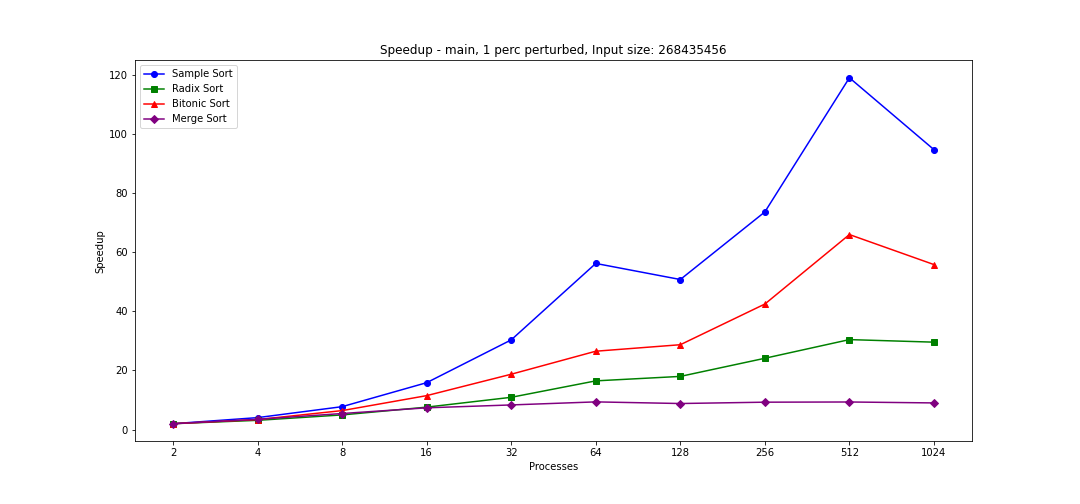 Speedup - main, 1 perc perturbed, Input size: 268435456
Sample Sort
Radix Sort
Bitonic Sort
Merge Sort
120
100
80
60
40
20
0
Speedup
2 4 8 16 32 64 128 256 512 1024
Processes